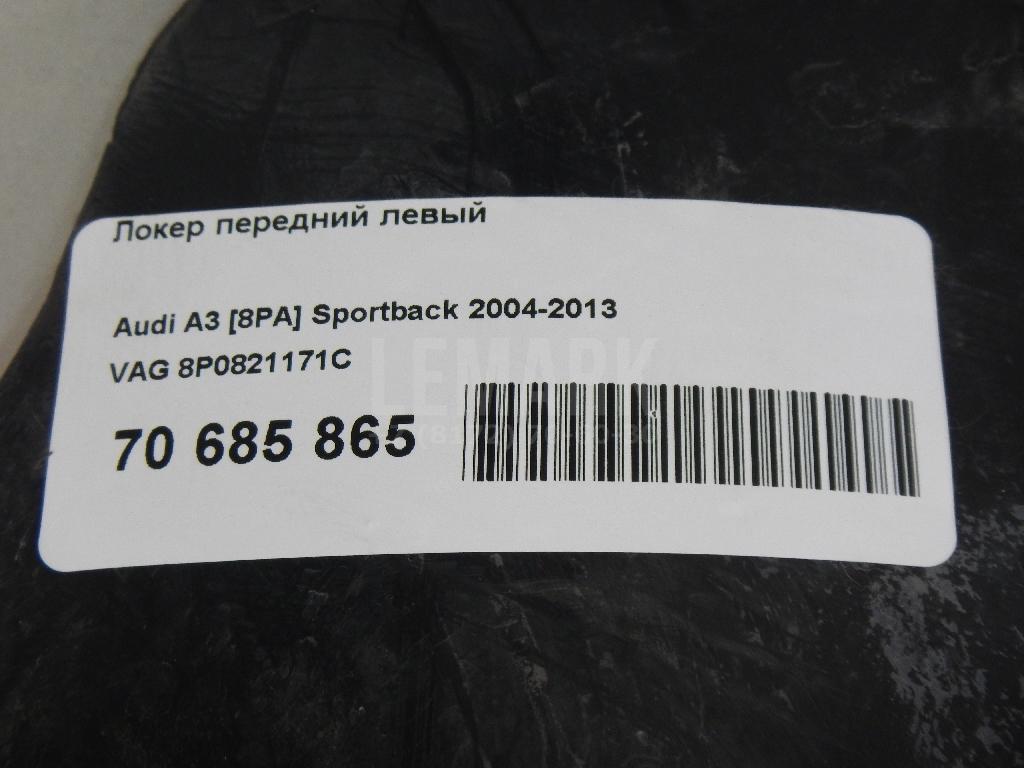 Локер передний левый
Audi A3 [8PA] Sportback 2004-2013
VAG 8P0821171C
LEMARK
70 685 865